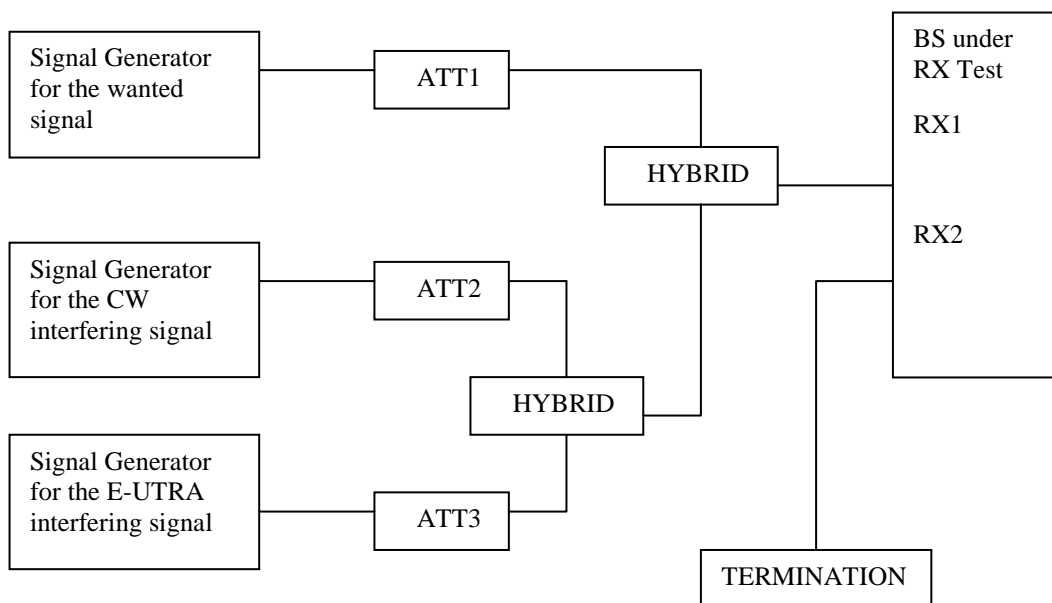 Signal Generator
for the wanted
signal
ATT1
HYBRID
BS under
RX Test
RX1
RX2
Signal Generator
for the CW
interfering signal
ATT2
HYBRID
Signal Generator
for the E-UTRA
interfering signal
ATT3
TERMINATION